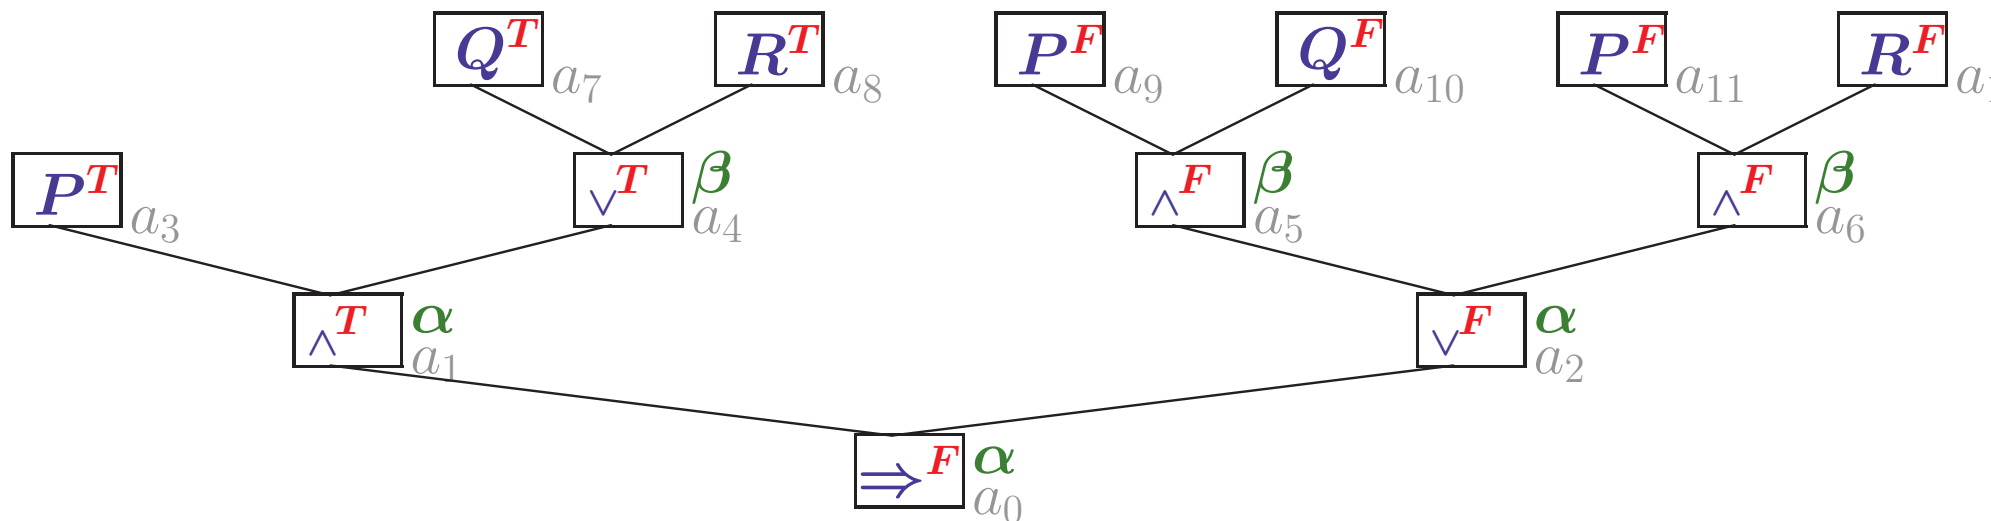 Q^T a_7 R^T a_8 P^F a_9 Q^F a_10 P^F a_11 R^F
P^T a_3 ∨^T β a_4 ∧^F β a_5 ∧^F β a_6
∧^T α a_1 ∨^F α a_2
⇒^F α a_0